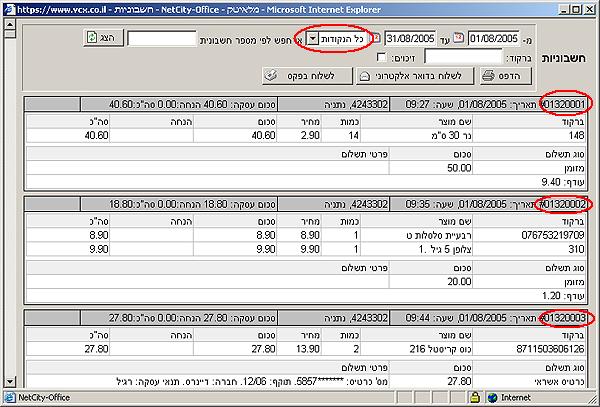 https://www.vcx.co.il - NetCity-Office - חשבוניות - מלאיטק - Microsoft Internet Explorer
מ- 01/08/2005 עד 31/08/2005 כל הנקודות או חפש לפי מספר חשבונית הצג
חשבוניות
ברקוד: זיכוים:
הדפס לשלוח בדואר אלקטרוני לשלוח בפקס
#01320001 תאריך: 01/08/2005, שעה: 09:27 4243302, נתניה סכום עסקה: 40.60 הנחה:0.00 סה"כ:40.60
ברקוד שם מוצר כמות מחיר סכום הנחה סה"כ
148 נר 30 ס"מ 14 2.90 40.60 40.60
סוג תשלום סכום פרטי תשלום
מזומן 50.00
עודף: 9.40
#01320002 תאריך: 01/08/2005, שעה: 09:35 4243302, נתניה סכום עסקה: 18.80 הנחה:0.00 סה"כ:18.80
ברקוד שם מוצר כמות מחיר סכום הנחה סה"כ
076753219709 רבעיית סלסלות ט 1 8.90 8.90 8.90
310 צלופן 5 גיל .1 1 9.90 9.90 9.90
סוג תשלום סכום פרטי תשלום
מזומן 20.00
עודף: 1.20
#01320003 תאריך: 01/08/2005, שעה: 09:44 4243302, נתניה סכום עסקה: 27.80 הנחה:0.00 סה"כ:27.80
ברקוד שם מוצר כמות מחיר סכום הנחה סה"כ
8711503606126 כוס קריסטל 216 2 13.90 27.80 27.80
סוג תשלום סכום פרטי תשלום
כרטיס אשראי 27.80 מס' כרטיס: *******5857. תוקף: 12/06. חברה: דיינרס. תנאי עסקה: רגיל
NetCity-Office Internet